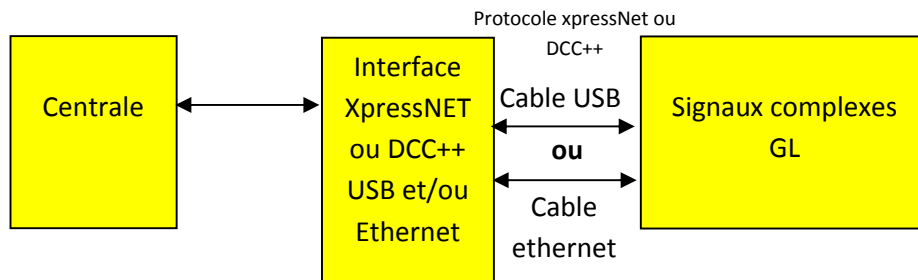 Protocole xpressNet ou
DCC++
Centrale
Interface
XpressNET
ou DCC++
USB et/ou
Ethernet
Cable USB
ou
Cable
ethernet
Signaux complexes
GL